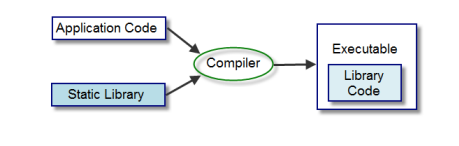 Application Code
Static Library
Compiler
Executable
Library
Code